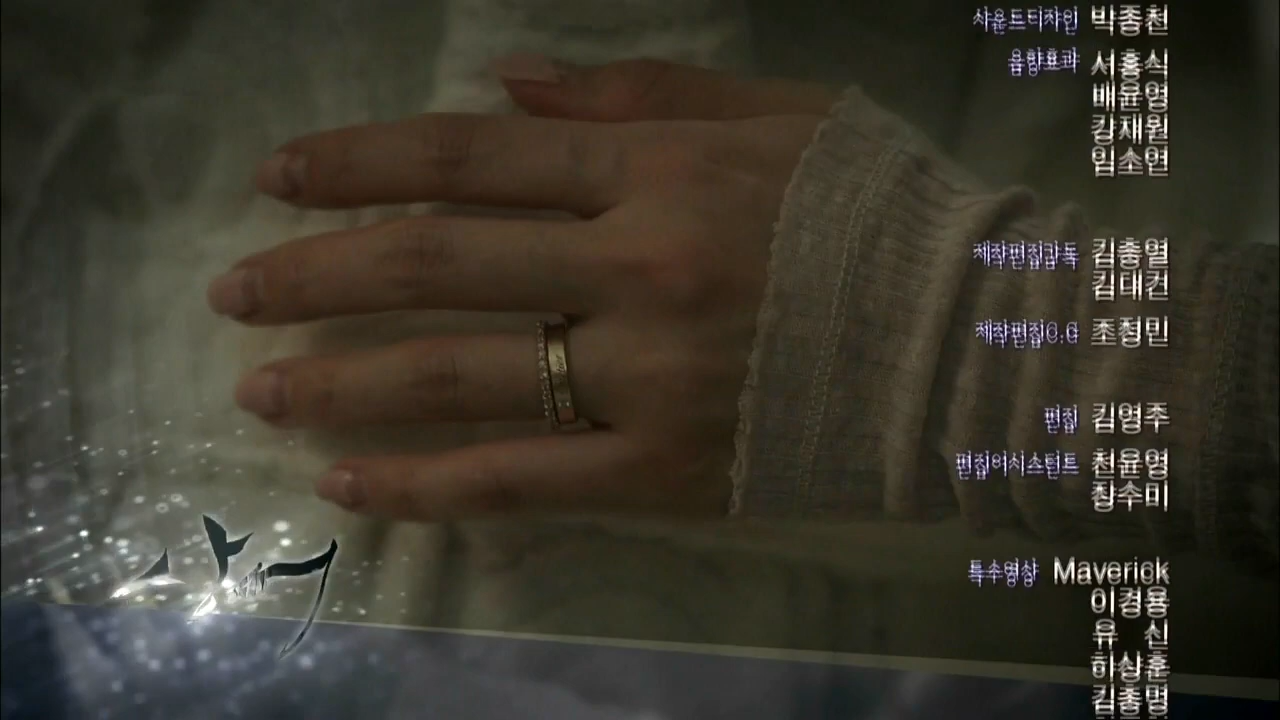 사운드디자인 박종천
음향효과 서홍식
배윤영
강재원
임소연
제작편집감독 김충열
김대건
제작편집C.G 조정민
편집 김영주
편집어시스턴트 천윤영
장수미
특수영상 Maverick
이경용
유 신
하상훈
김총명